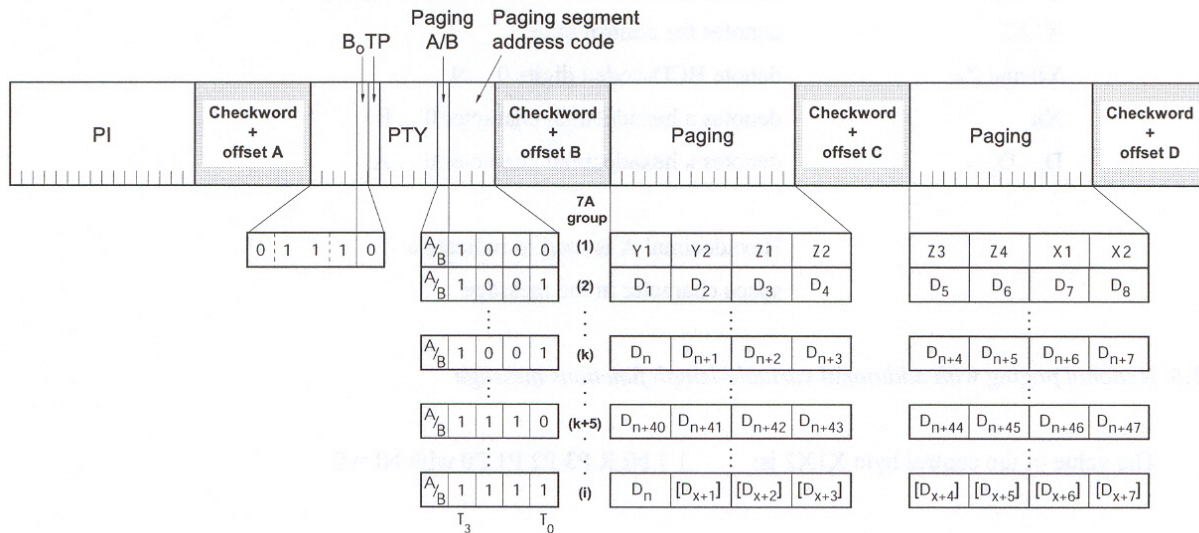 Paging A/B
Paging segment address code
B₀ TP
PI
Checkword + offset A
PTY
Checkword + offset B
Paging
Checkword + offset C
Paging
Checkword + offset D
7A group
0 1 1 1 0
A/B 1 0 0 0 (1) Y1 Y2 Z1 Z2 Z3 Z4 X1 X2
A/B 1 0 0 1 (2) D₁ D₂ D₃ D₄ D₅ D₆ D₇ D₈
A/B 1 0 0 1 (k) Dₙ Dₙ₊₁ Dₙ₊₂ Dₙ₊₃ Dₙ₊₄ Dₙ₊₅ Dₙ₊₆ Dₙ₊₇
A/B 1 1 1 0 (k+5) Dₙ₊₄₀ Dₙ₊₄₁ Dₙ₊₄₂ Dₙ₊₄₃ Dₙ₊₄₄ Dₙ₊₄₅ Dₙ₊₄₆ Dₙ₊₄₇
A/B 1 1 1 1 (i) Dₙ [Dₓ₊₁] [Dₓ₊₂] [Dₓ₊₃] [Dₓ₊₄] [Dₓ₊₅] [Dₓ₊₆] [Dₓ₊₇]
T₃ T₀